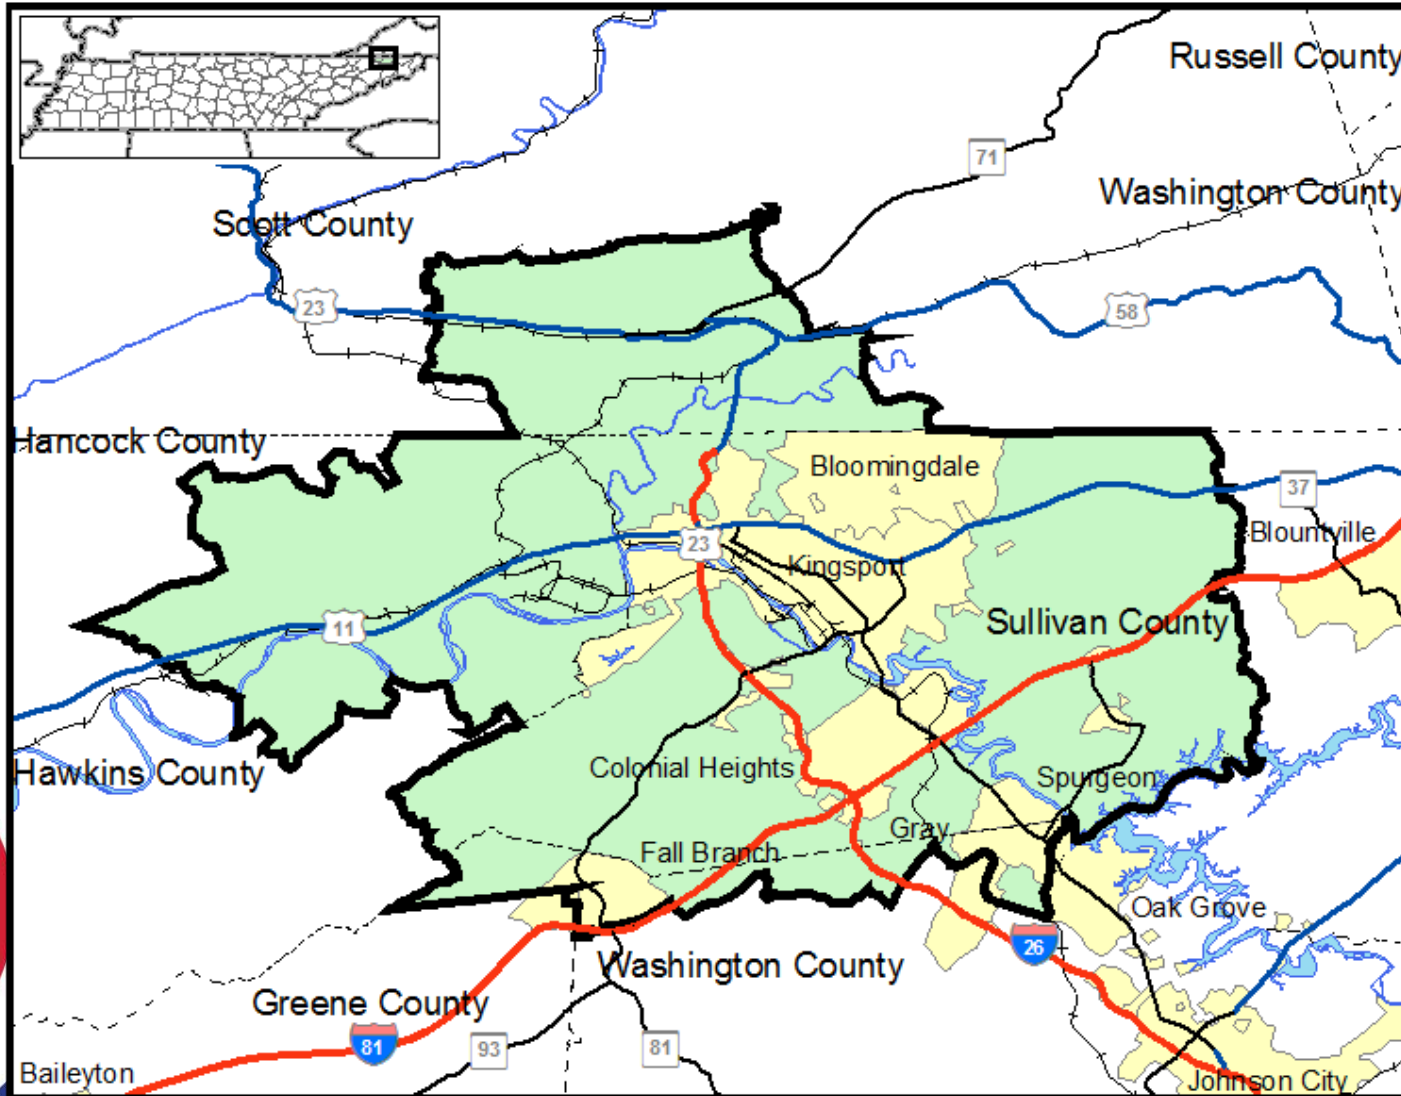 Russell County
71
Washington County
Scott County
23
58
Hancock County
Bloomingdale
37
Blountville
23
Kingsport
11
Sullivan County
Hawkins County
Colonial Heights
Spurgeon
Gray
Fall Branch
Oak Grove
26
Washington County
Greene County
81
93
81
Baileyton
Johnson City